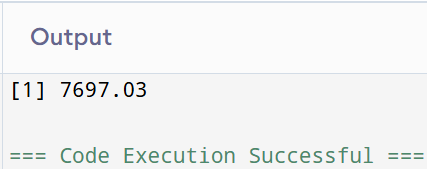 Output
[1] 7697.03
=== Code Execution Successful ===